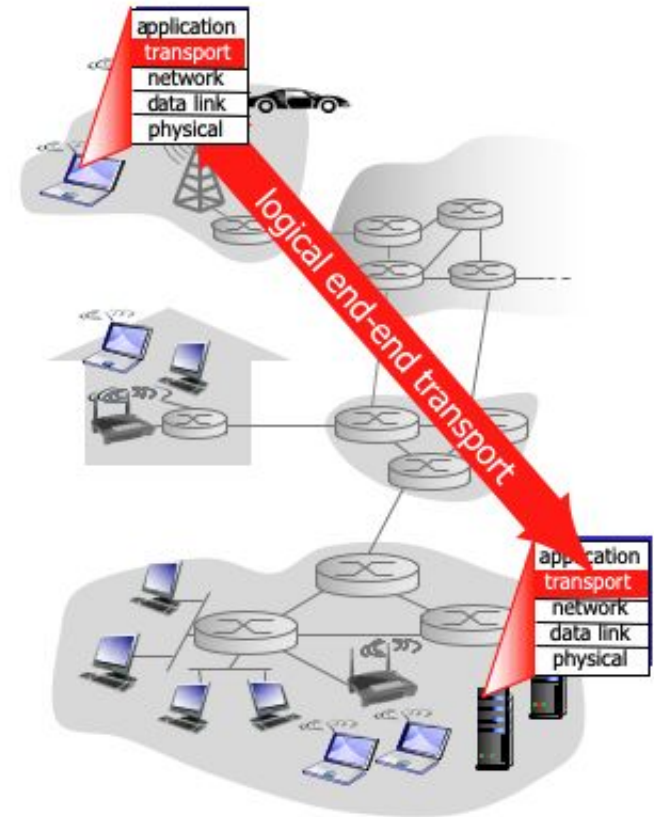 application
transport
network
data link
physical
logical end-end transport
application
transport
network
data link
physical